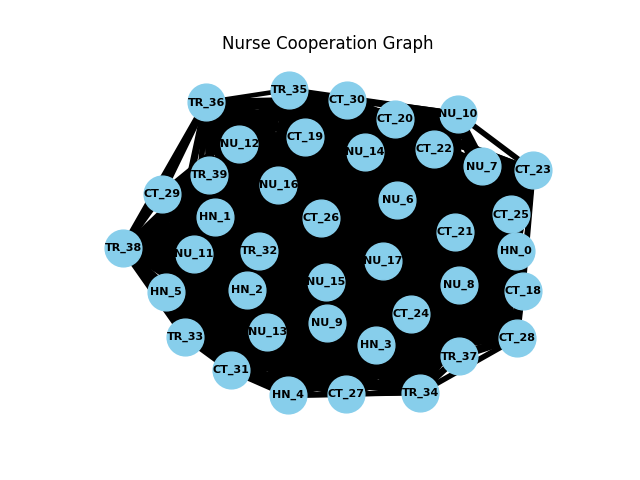 Nurse Cooperation Graph
TR_35
TR_36
CT_30
NU_10
CT_20
CT_19
NU_12
CT_22
NU_14
NU_7
CT_23
TR_39
NU_16
CT_29
NU_6
CT_25
HN_1
CT_26
CT_21
TR_38
TR_32
HN_0
NU_11
NU_17
NU_15
NU_8
HN_2
CT_18
HN_5
CT_24
NU_9
NU_13
TR_33
CT_28
HN_3
TR_37
CT_31
TR_34
CT_27
HN_4